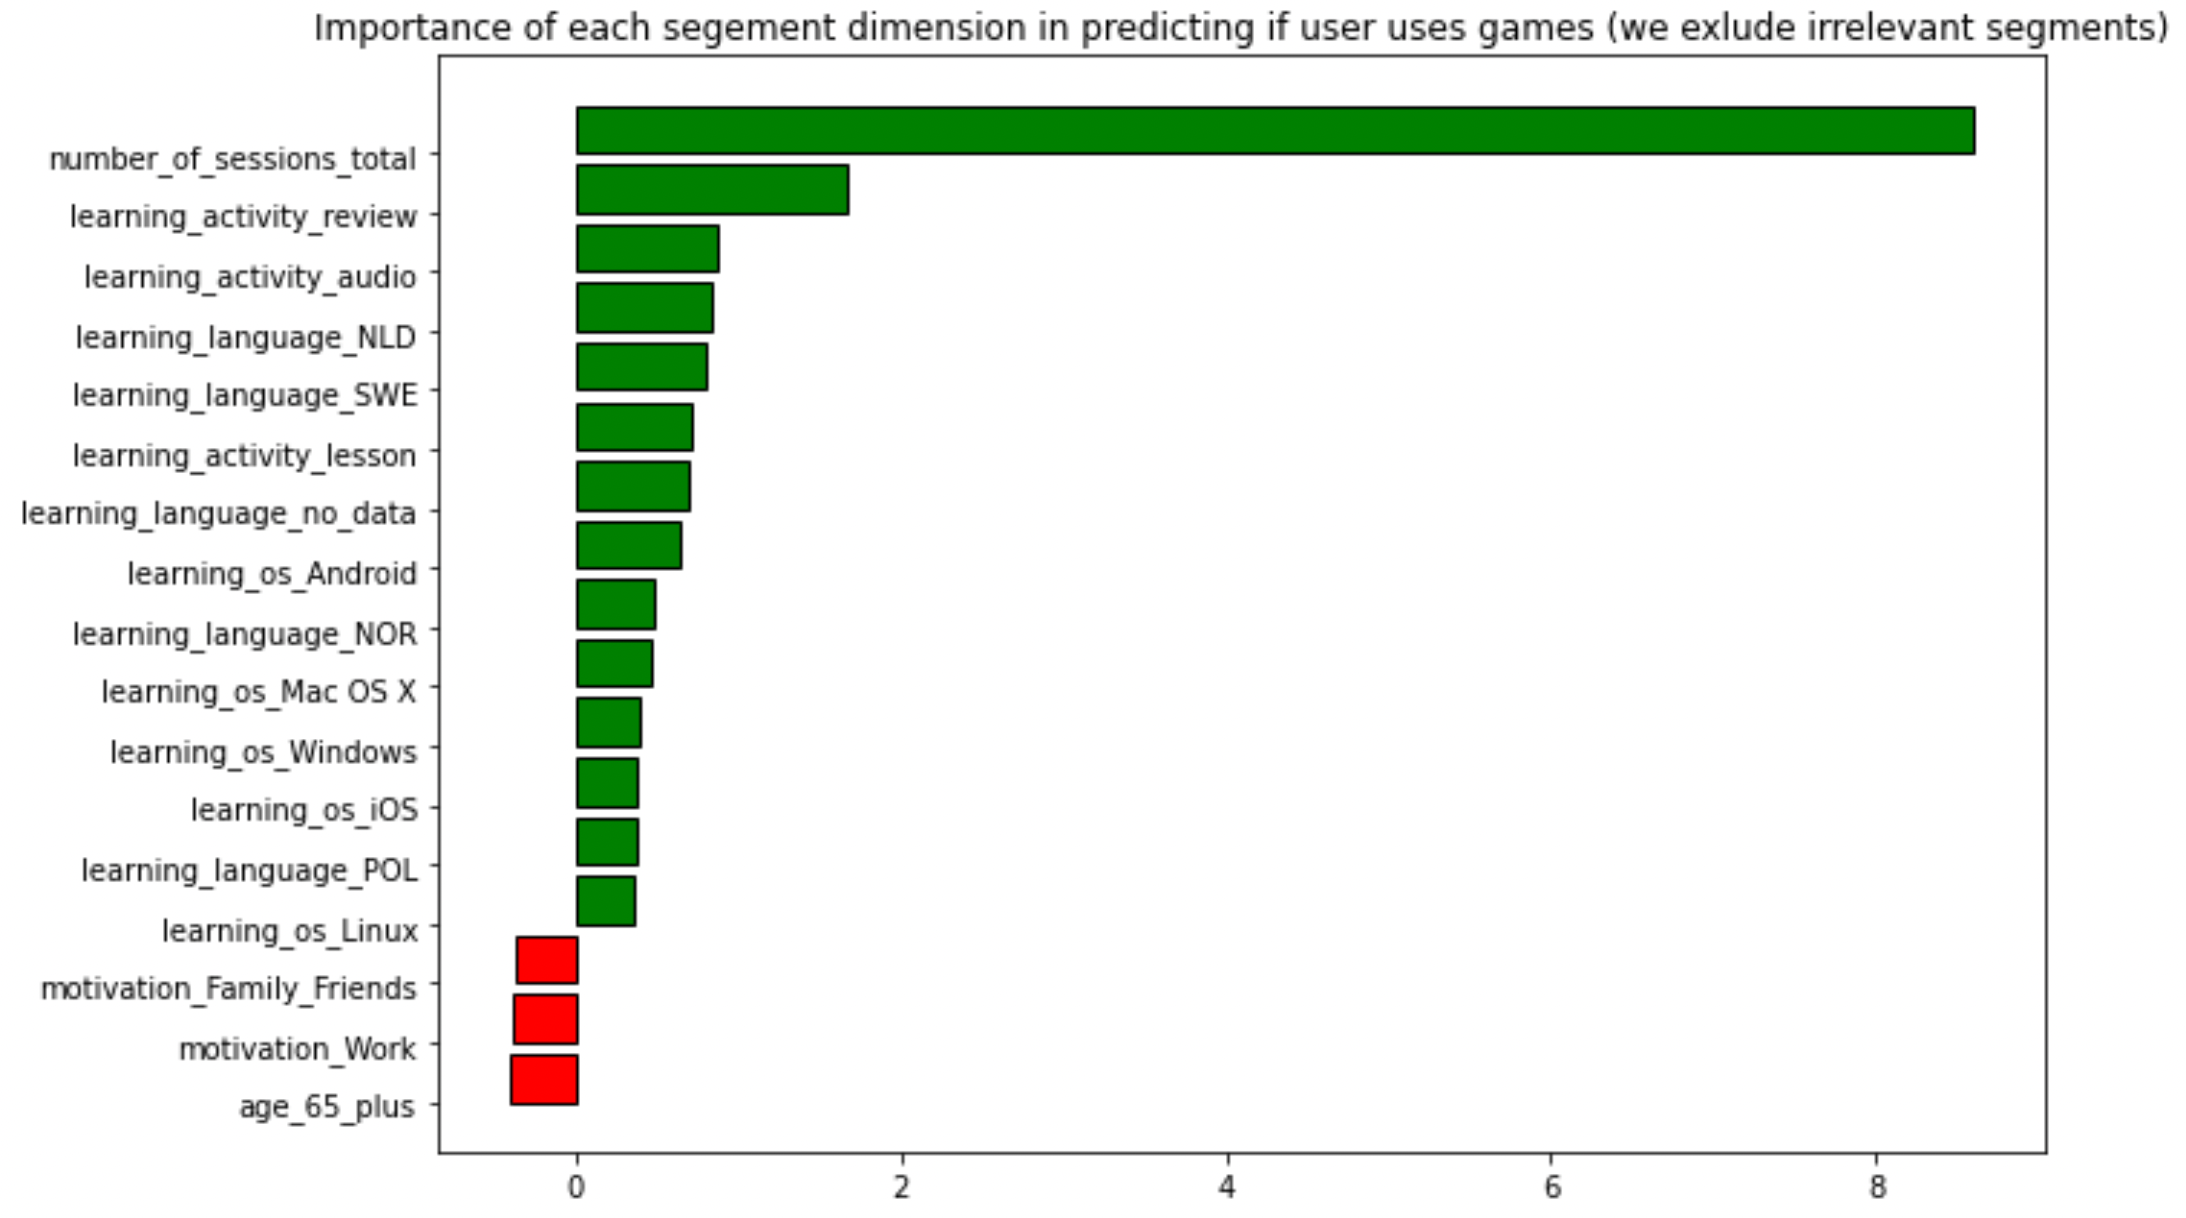 Importance of each segement dimension in predicting if user uses games (we exlude irrelevant segments)
number_of_sessions_total
learning_activity_review
learning_activity_audio
learning_language_NLD
learning_language_SWE
learning_activity_lesson
learning_language_no_data
learning_os_Android
learning_language_NOR
learning_os_Mac OS X
learning_os_Windows
learning_os_iOS
learning_language_POL
learning_os_Linux
motivation_Family_Friends
motivation_Work
age_65_plus
0 2 4 6 8